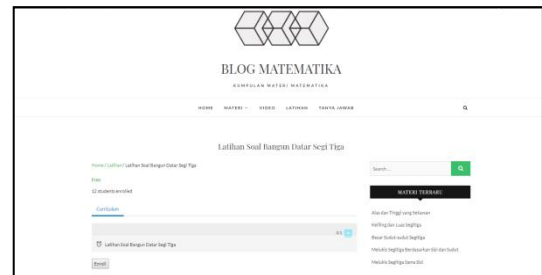 BLOG MATEMATIKA
KUMPULAN MATERI MATEMATIKA
HOME MATERI VIDEO LATIHAN TANYA JAWAB
Latihan Soal Bangun Datar Segi Tiga
Home / Latihan / Latihan Soal Bangun Datar Segi Tiga
Free
12 students enrolled
Curriculum
0/1
Latihan Soal Bangun Datar Segi Tiga
Enroll
Search ...
MATERI TERBARU
Alas dan Tinggi yang Sekawan
Keliling dan Luas Segitiga
Besar Sudut-sudut Segitiga
Melukis Segitiga Berdasarkan Sisi dan Sudut
Melukis Segitiga Sama Sisi